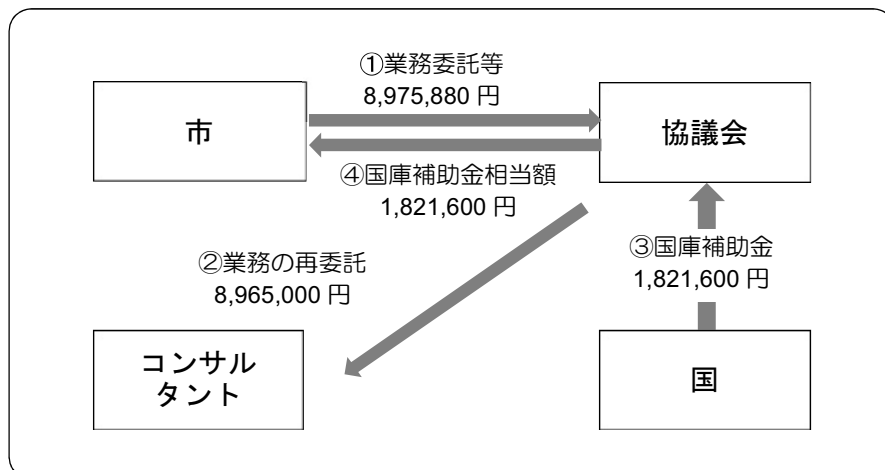 ①業務委託等
8,975,880 円
市
協議会
④国庫補助金相当額
1,821,600 円
③国庫補助金
1,821,600 円
②業務の再委託
8,965,000 円
コンサル
タント
国